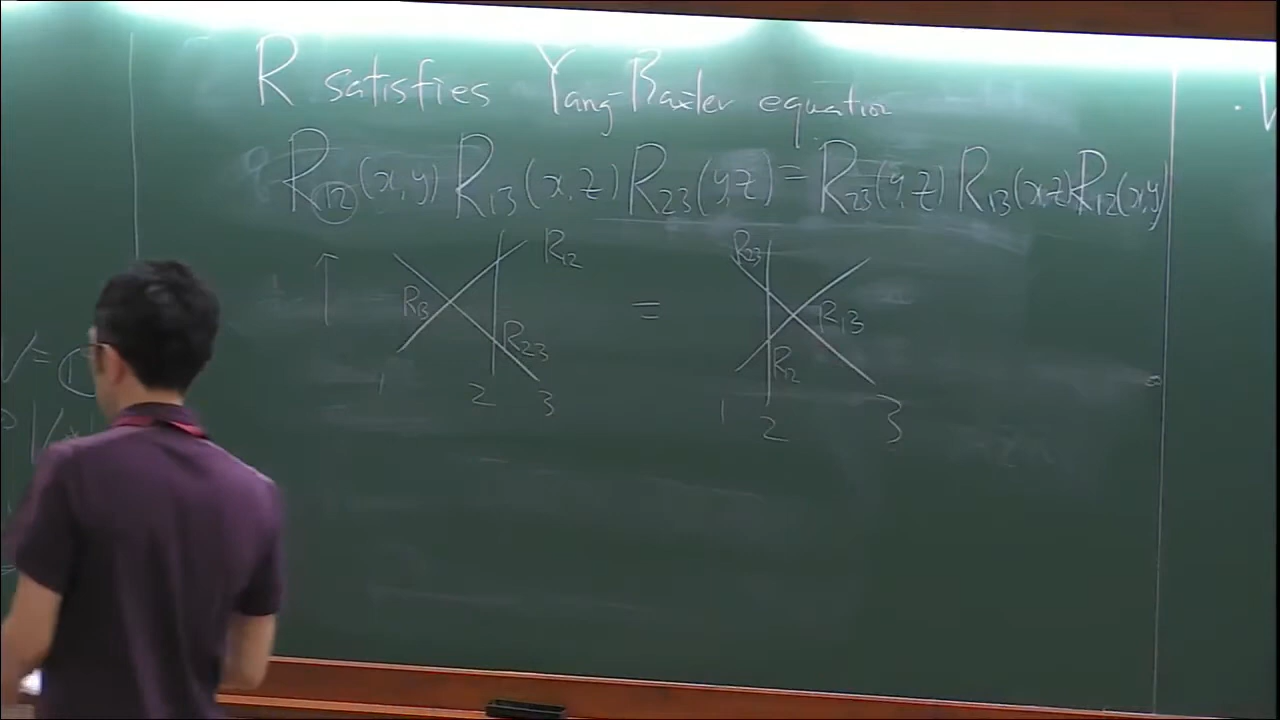 R satisfies Yang-Baxter equation
R₁₂(x,y) R₁₃(x,z) R₂₃(y,z) = R₂₃(y,z) R₁₃(x,z) R₁₂(x,y)
R₁₂ R₂₃
↑ R₁₃ = R₁₃
R₂₃ R₁₂
1 2 3 1 2 3
V=